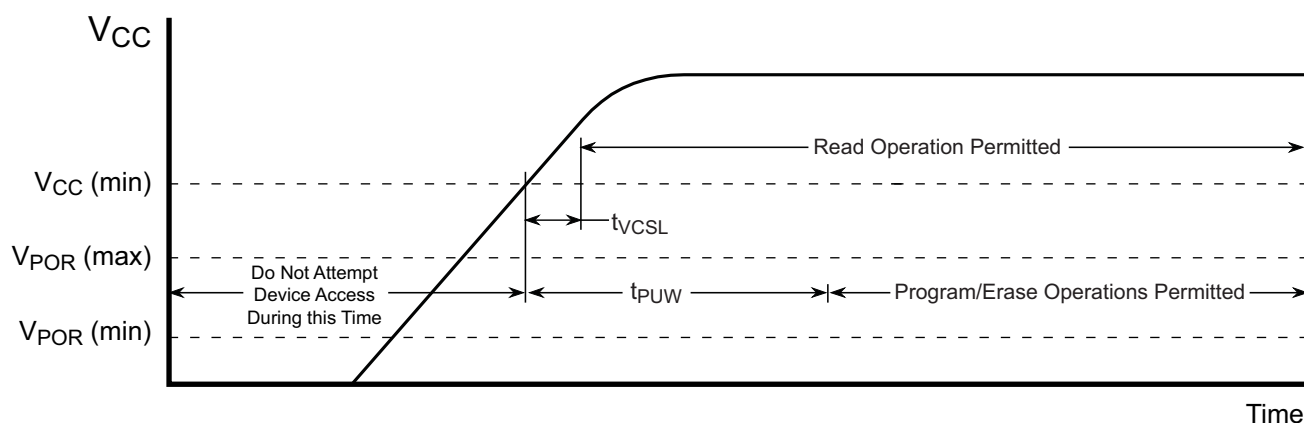 VCC
Read Operation Permitted
VCC (min)
tVCSL
VPOR (max)
Do Not Attempt
Device Access
During this Time
tPUW
Program/Erase Operations Permitted
VPOR (min)
Time